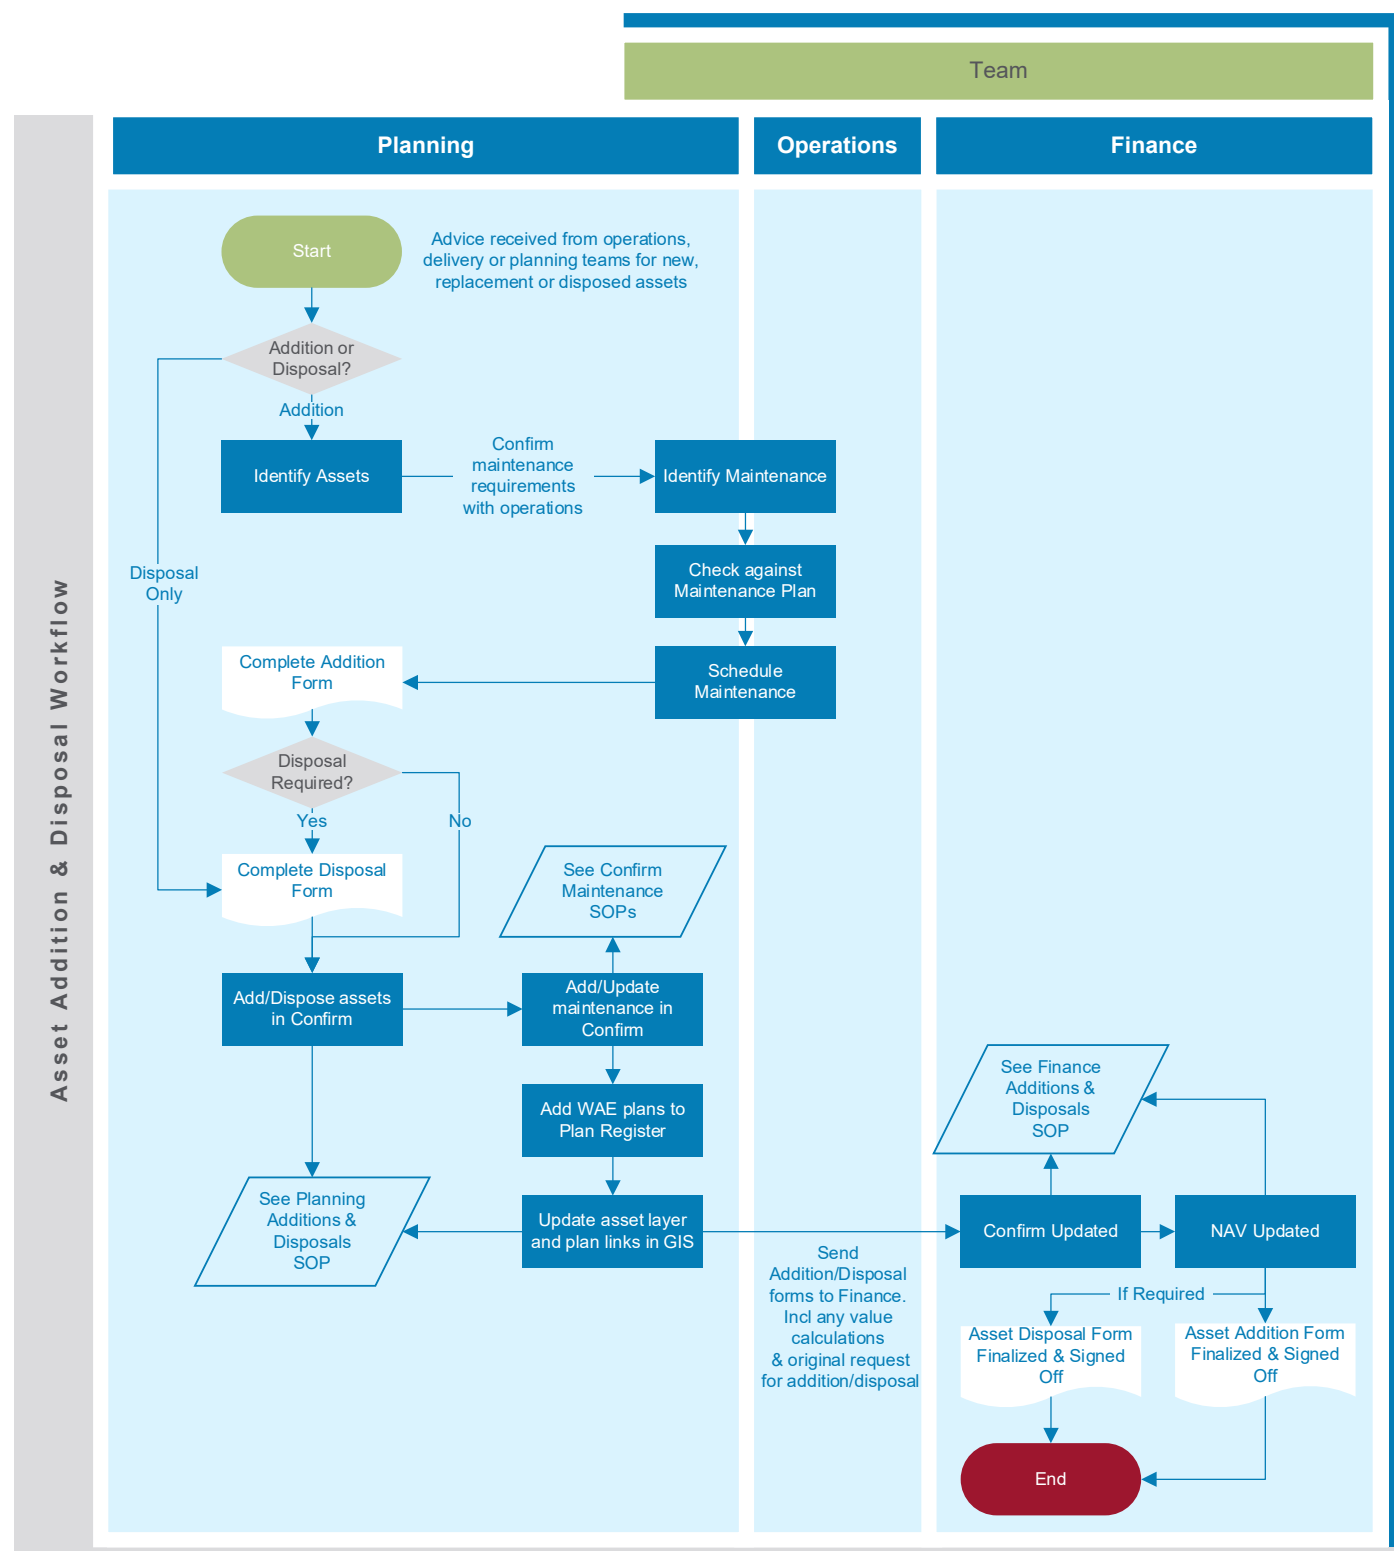 Team
Planning
Operations
Finance
Asset Addition & Disposal Workflow
Start
Advice received from operations,
delivery or planning teams for new,
replacement or disposed assets
Addition or
Disposal?
Addition
Identify Assets
Confirm
maintenance
requirements
with operations
Identify Maintenance
Check against
Maintenance Plan
Disposal
Only
Schedule
Maintenance
Complete Addition
Form
Disposal
Required?
Yes
No
Complete Disposal
Form
See Confirm
Maintenance
SOPs
Add/Dispose assets
in Confirm
Add/Update
maintenance in
Confirm
Add WAE plans to
Plan Register
See Planning
Additions &
Disposals
SOP
Update asset layer
and plan links in GIS
Send
Addition/Disposal
forms to Finance.
Incl any value
calculations
& original request
for addition/disposal
See Finance
Additions &
Disposals
SOP
Confirm Updated
NAV Updated
If Required
Asset Disposal Form
Finalized & Signed
Off
Asset Addition Form
Finalized & Signed
Off
End